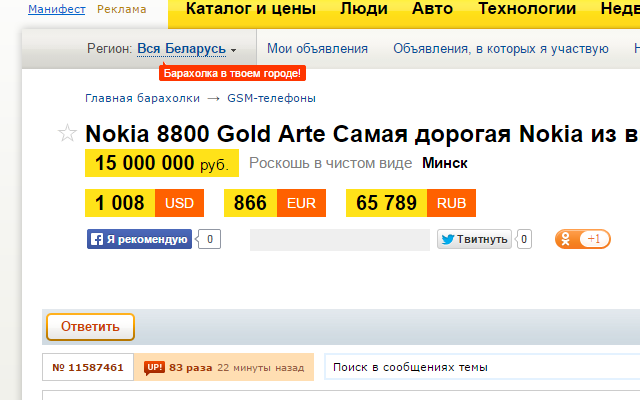 Манифест Реклама Каталог и цены Люди Авто Технологии Недв
Регион: Вся Беларусь Мои объявления Объявления, в которых я участвую Н
Барахолка в твоем городе!
Главная барахолки → GSM-телефоны
Nokia 8800 Gold Arte Самая дорогая Nokia из в
15 000 000 руб. Роскошь в чистом виде Минск
1 008 USD 866 EUR 65 789 RUB
Я рекомендую 0 Твитнуть 0 +1
Ответить
№ 11587461 UP! 83 раза 22 минуты назад Поиск в сообщениях темы